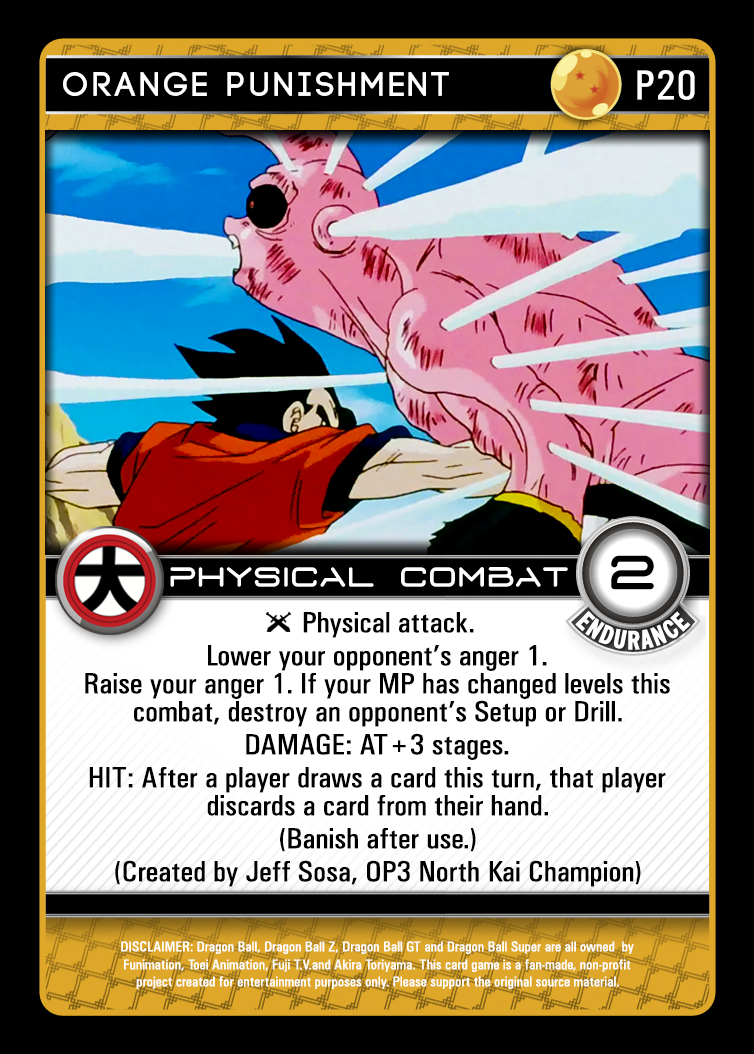 ORANGE PUNISHMENT
P20
大
PHYSICAL COMBAT
2
ENDURANCE
Physical attack.
Lower your opponent's anger 1.
Raise your anger 1. If your MP has changed levels this
combat, destroy an opponent's Setup or Drill.
DAMAGE: AT+3 stages.
HIT: After a player draws a card this turn, that player
discards a card from their hand.
(Banish after use.)
(Created by Jeff Sosa, OP3 North Kai Champion)
DISCLAIMER: Dragon Ball, Dragon Ball Z, Dragon Ball GT and Dragon Ball Super are all owned by
Funimation, Toei Animation, Fuji T.V.and Akira Toriyama. This card game is a fan-made, non-profit
project created for entertainment purposes only. Please support the original source material.